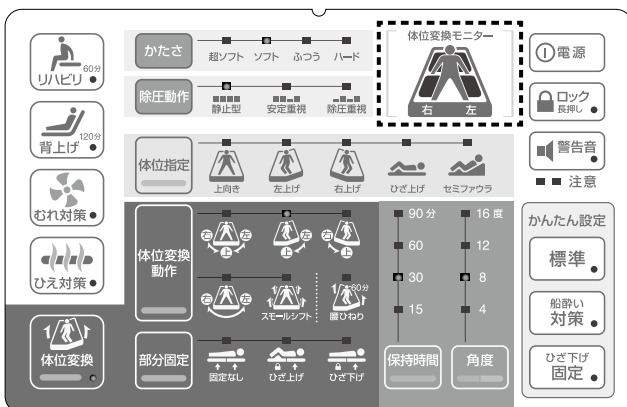 リハビリ 60分
背上げ 120分
むれ対策
ひえ対策
体位変換
かたさ
超ソフト ソフト ふつう ハード
除圧動作
静止型 安定重視 除圧重視
体位変換モニター
右 左
体位指定
上向き 左上げ 右上げ ひざ上げ セミファウラ
体位変換
動作
右 左 上
右 左 上
右 左 上
右 左
スモールシフト
60分
腰ひねり
部分固定
固定なし ひざ上げ ひざ下げ
90分 16度
60 12
30 8
15 4
保持時間 角度
電源
ロック
長押し
警告音
注意
かんたん設定
標準
船酔い
対策
ひざ下げ
固定